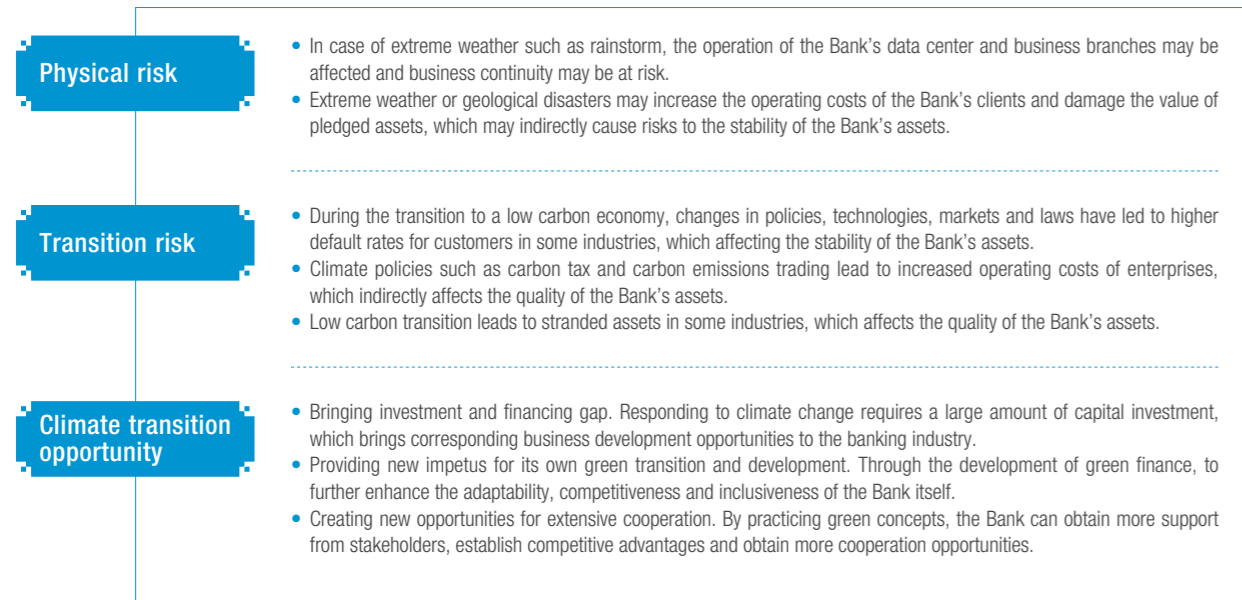 Physical risk
• In case of extreme weather such as rainstorm, the operation of the Bank's data center and business branches may be
affected and business continuity may be at risk.
• Extreme weather or geological disasters may increase the operating costs of the Bank's clients and damage the value of
pledged assets, which may indirectly cause risks to the stability of the Bank's assets.
Transition risk
• During the transition to a low carbon economy, changes in policies, technologies, markets and laws have led to higher
default rates for customers in some industries, which affecting the stability of the Bank's assets.
• Climate policies such as carbon tax and carbon emissions trading lead to increased operating costs of enterprises,
which indirectly affects the quality of the Bank's assets.
• Low carbon transition leads to stranded assets in some industries, which affects the quality of the Bank's assets.
Climate transition
opportunity
• Bringing investment and financing gap. Responding to climate change requires a large amount of capital investment,
which brings corresponding business development opportunities to the banking industry.
• Providing new impetus for its own green transition and development. Through the development of green finance, to
further enhance the adaptability, competitiveness and inclusiveness of the Bank itself.
• Creating new opportunities for extensive cooperation. By practicing green concepts, the Bank can obtain more support
from stakeholders, establish competitive advantages and obtain more cooperation opportunities.